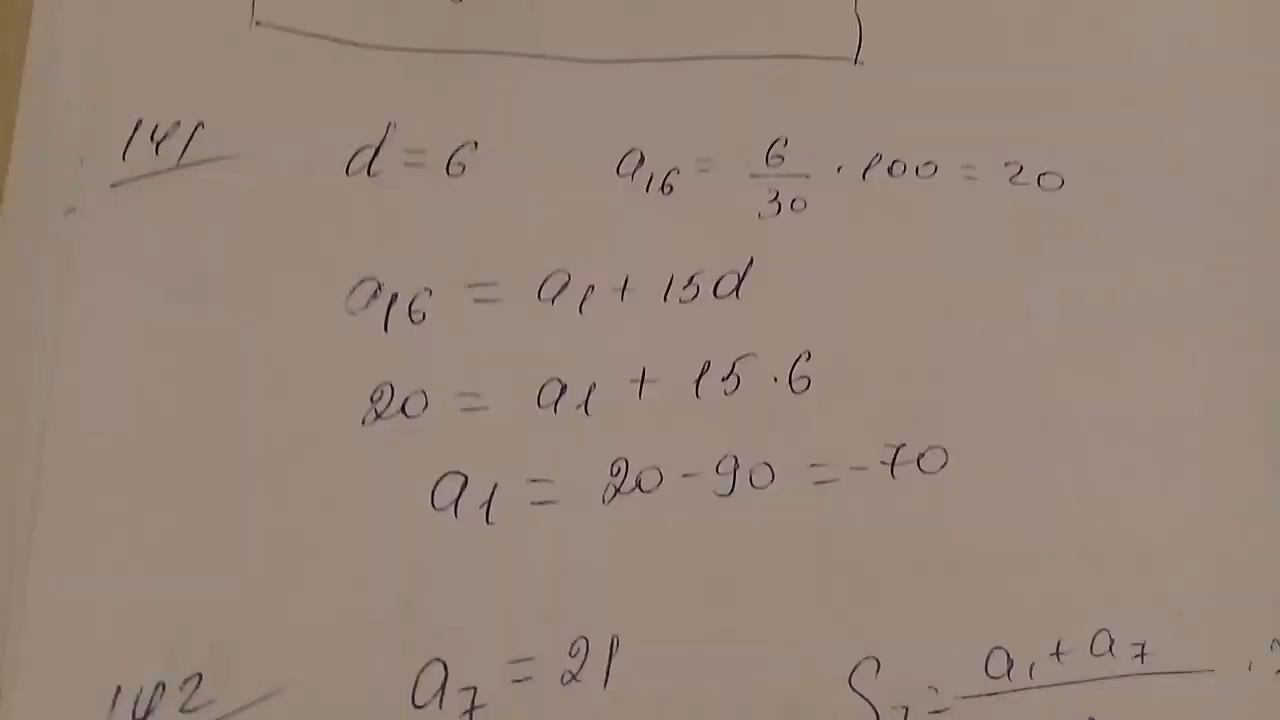 141 d = 6 a₁₆ = 6/30 · 100 = 20
a₁₆ = a₁ + 15d
20 = a₁ + 15 · 6
a₁ = 20 - 90 = -70
142 a₇ = 21 S₇ = a₁ + a₇